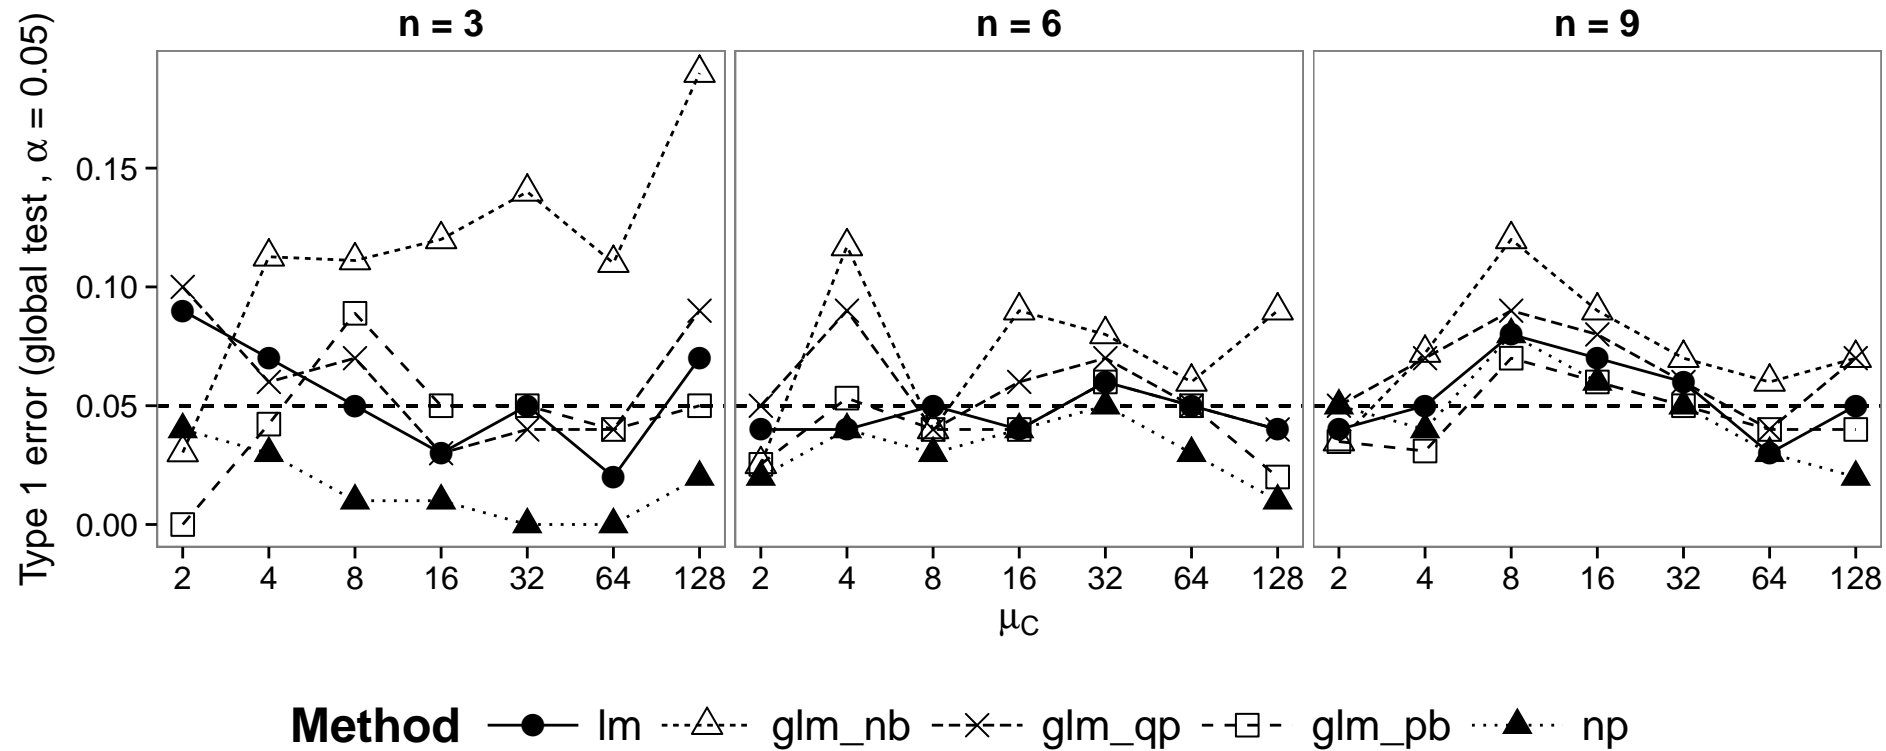 n = 3 n = 6 n = 9
Type 1 error (global test , α = 0.05)
0.15
0.10
0.05
0.00
2 4 8 16 32 64 128 2 4 8 16 32 64 128 2 4 8 16 32 64 128
μC
Method lm glm_nb glm_qp glm_pb np